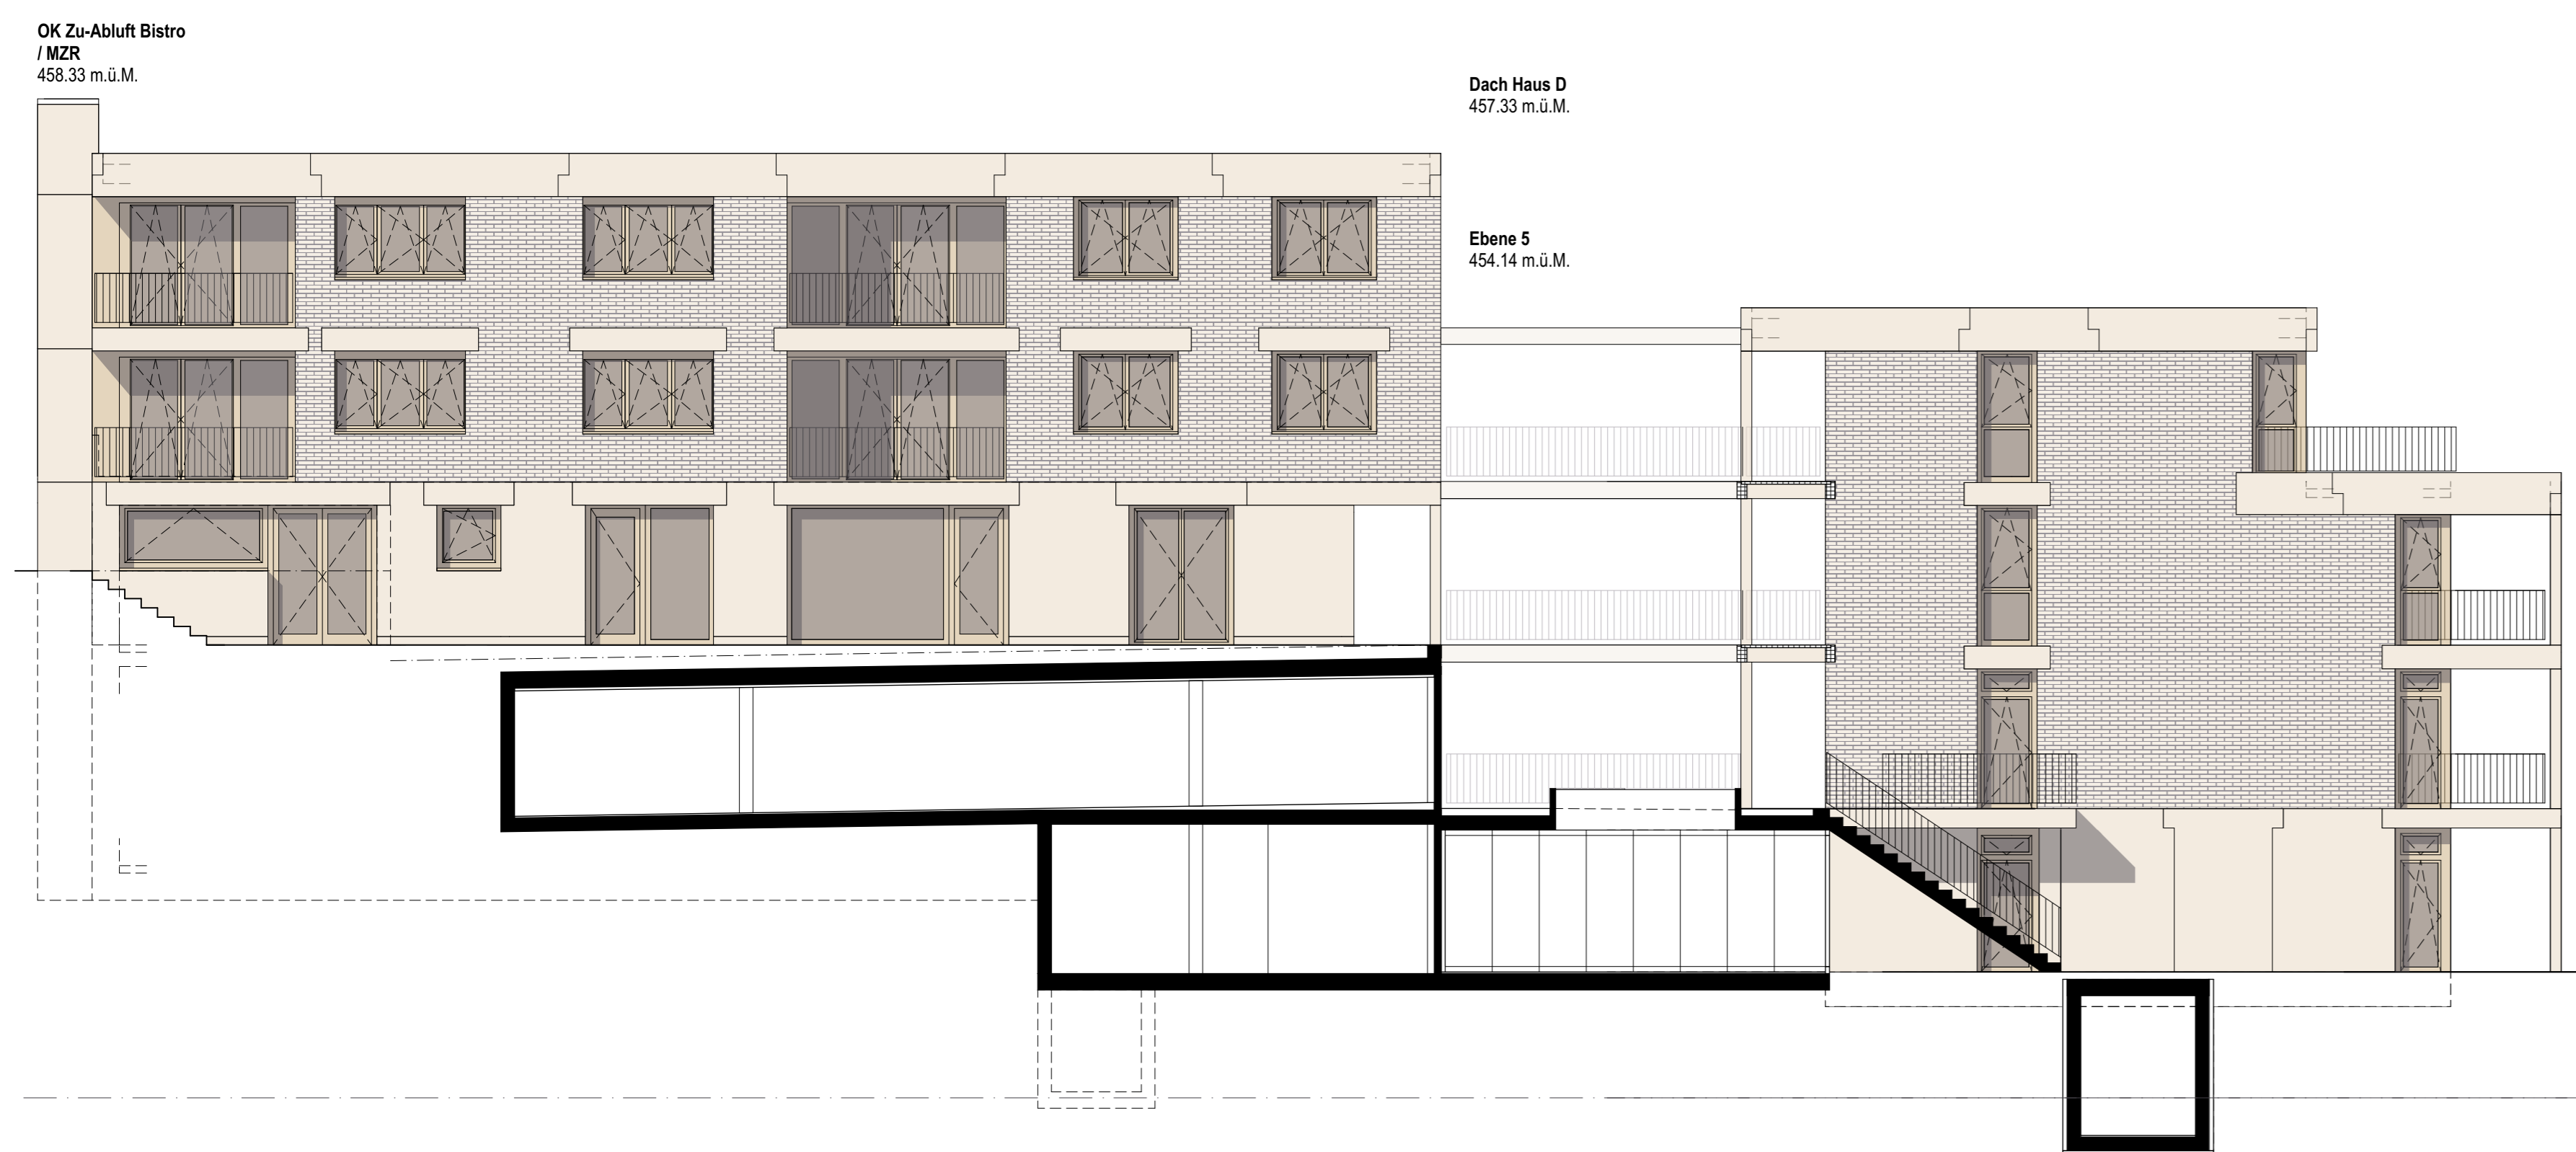 OK Zu-Abluft Bistro
/ MZR
458.33 m.ü.M.
Dach Haus D
457.33 m.ü.M.
Ebene 5
454.14 m.ü.M.